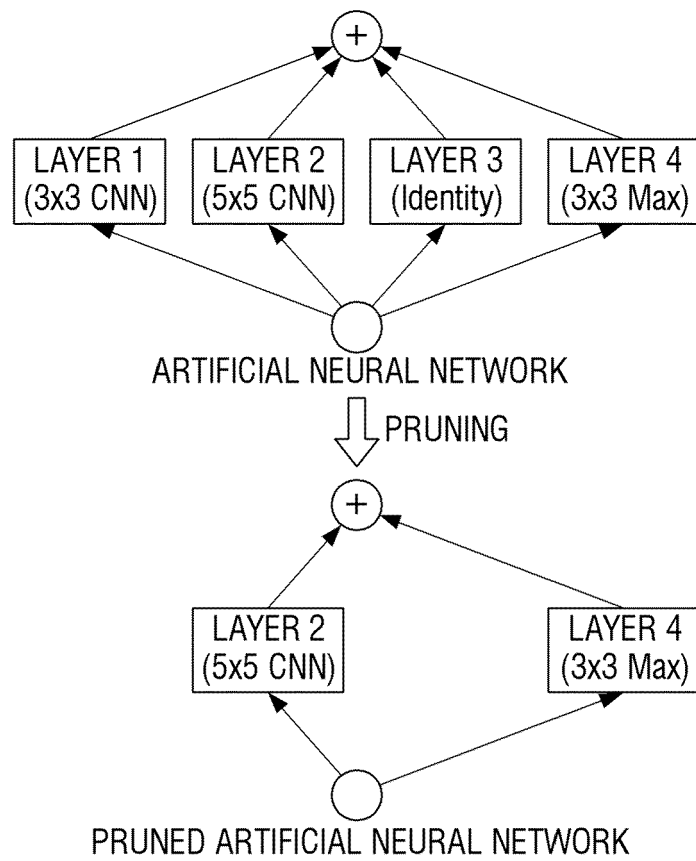 +
LAYER 1 LAYER 2 LAYER 3 LAYER 4
(3x3 CNN) (5x5 CNN) (Identity) (3x3 Max)
ARTIFICIAL NEURAL NETWORK
PRUNING
+
LAYER 2 LAYER 4
(5x5 CNN) (3x3 Max)
PRUNED ARTIFICIAL NEURAL NETWORK